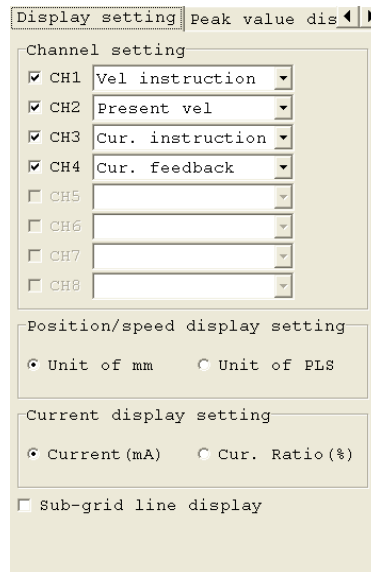 Display setting Peak value dis
Channel setting
CH1 Vel instruction
CH2 Present vel
CH3 Cur. instruction
CH4 Cur. feedback
CH5
CH6
CH7
CH8
Position/speed display setting
Unit of mm Unit of PLS
Current display setting
Current(mA) Cur. Ratio(%)
Sub-grid line display